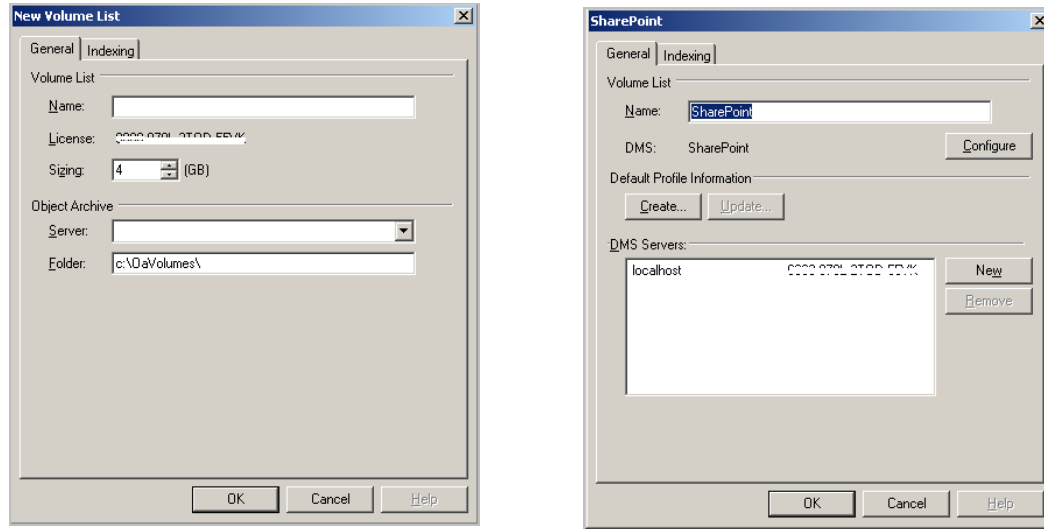 New Volume List
General
Indexing
Volume List
Name:
License:
Sizing: 4 (GB)
Object Archive
Server:
Folder: c:\OaVolumes\
OK Cancel Help
SharePoint
General
Indexing
Volume List
Name: SharePoint
DMS: SharePoint Configure
Default Profile Information
Create... Update...
DMS Servers:
localhost
New
Remove
OK Cancel Help